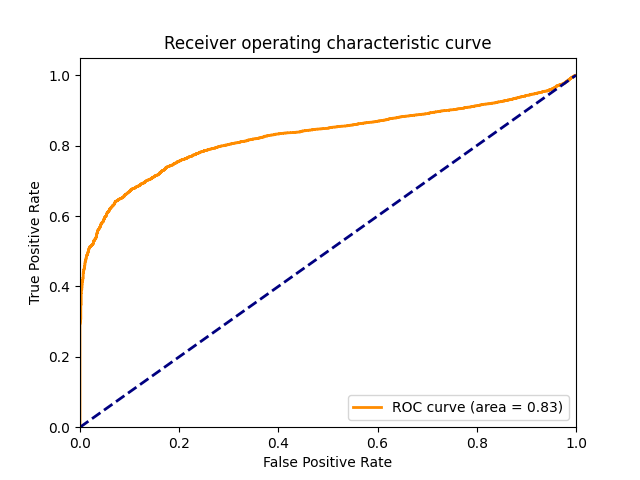 Receiver operating characteristic curve
True Positive Rate
1.0
0.8
0.6
0.4
0.2
0.0
ROC curve (area = 0.83)
0.0 0.2 0.4 0.6 0.8 1.0
False Positive Rate